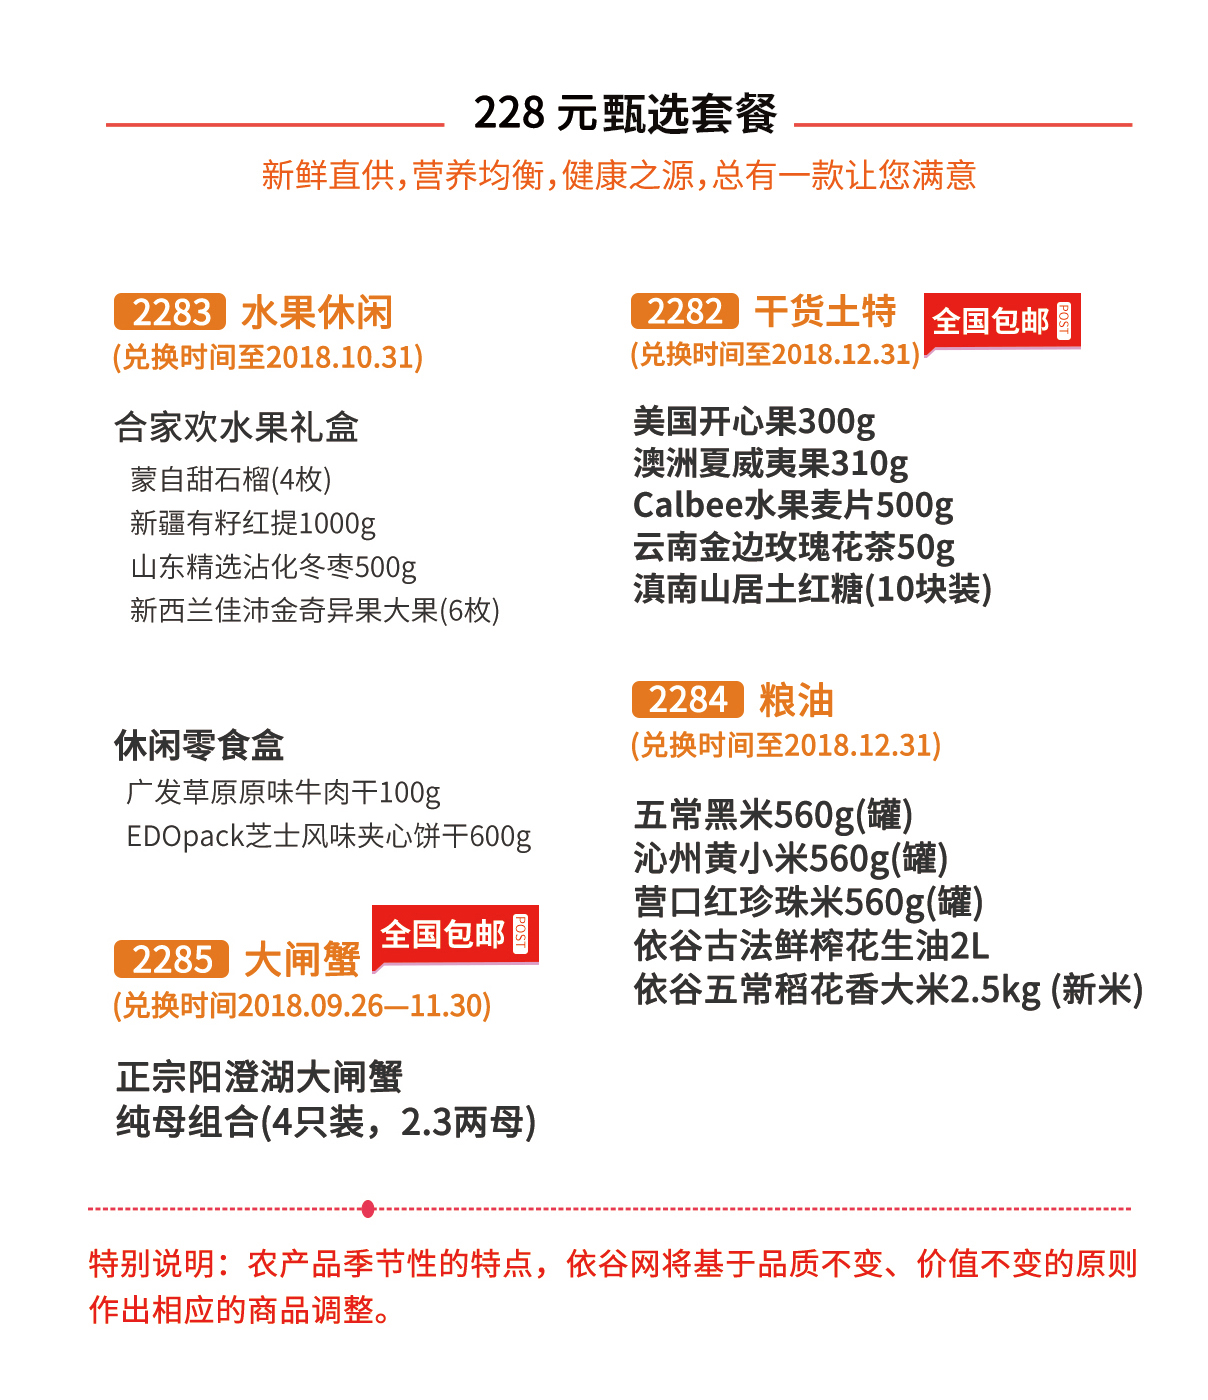 228 元甄选套餐
新鲜直供,营养均衡,健康之源,总有一款让您满意
2283 水果休闲
(兑换时间至2018.10.31)
合家欢水果礼盒
蒙自甜石榴(4枚)
新疆有籽红提1000g
山东精选沾化冬枣500g
新西兰佳沛金奇异果大果(6枚)
休闲零食盒
广发草原原味牛肉干100g
EDOpack芝士风味夹心饼干600g
2285 大闸蟹 全国包邮 POST
(兑换时间2018.09.26—11.30)
正宗阳澄湖大闸蟹
纯母组合(4只装，2.3两母)
2282 干货土特 全国包邮 POST
(兑换时间至2018.12.31)
美国开心果300g
澳洲夏威夷果310g
Calbee水果麦片500g
云南金边玫瑰花茶50g
滇南山居土红糖(10块装)
2284 粮油
(兑换时间至2018.12.31)
五常黑米560g(罐)
沁州黄小米560g(罐)
营口红珍珠米560g(罐)
依谷古法鲜榨花生油2L
依谷五常稻花香大米2.5kg (新米)
特别说明：农产品季节性的特点，依谷网将基于品质不变、价值不变的原则
作出相应的商品调整。